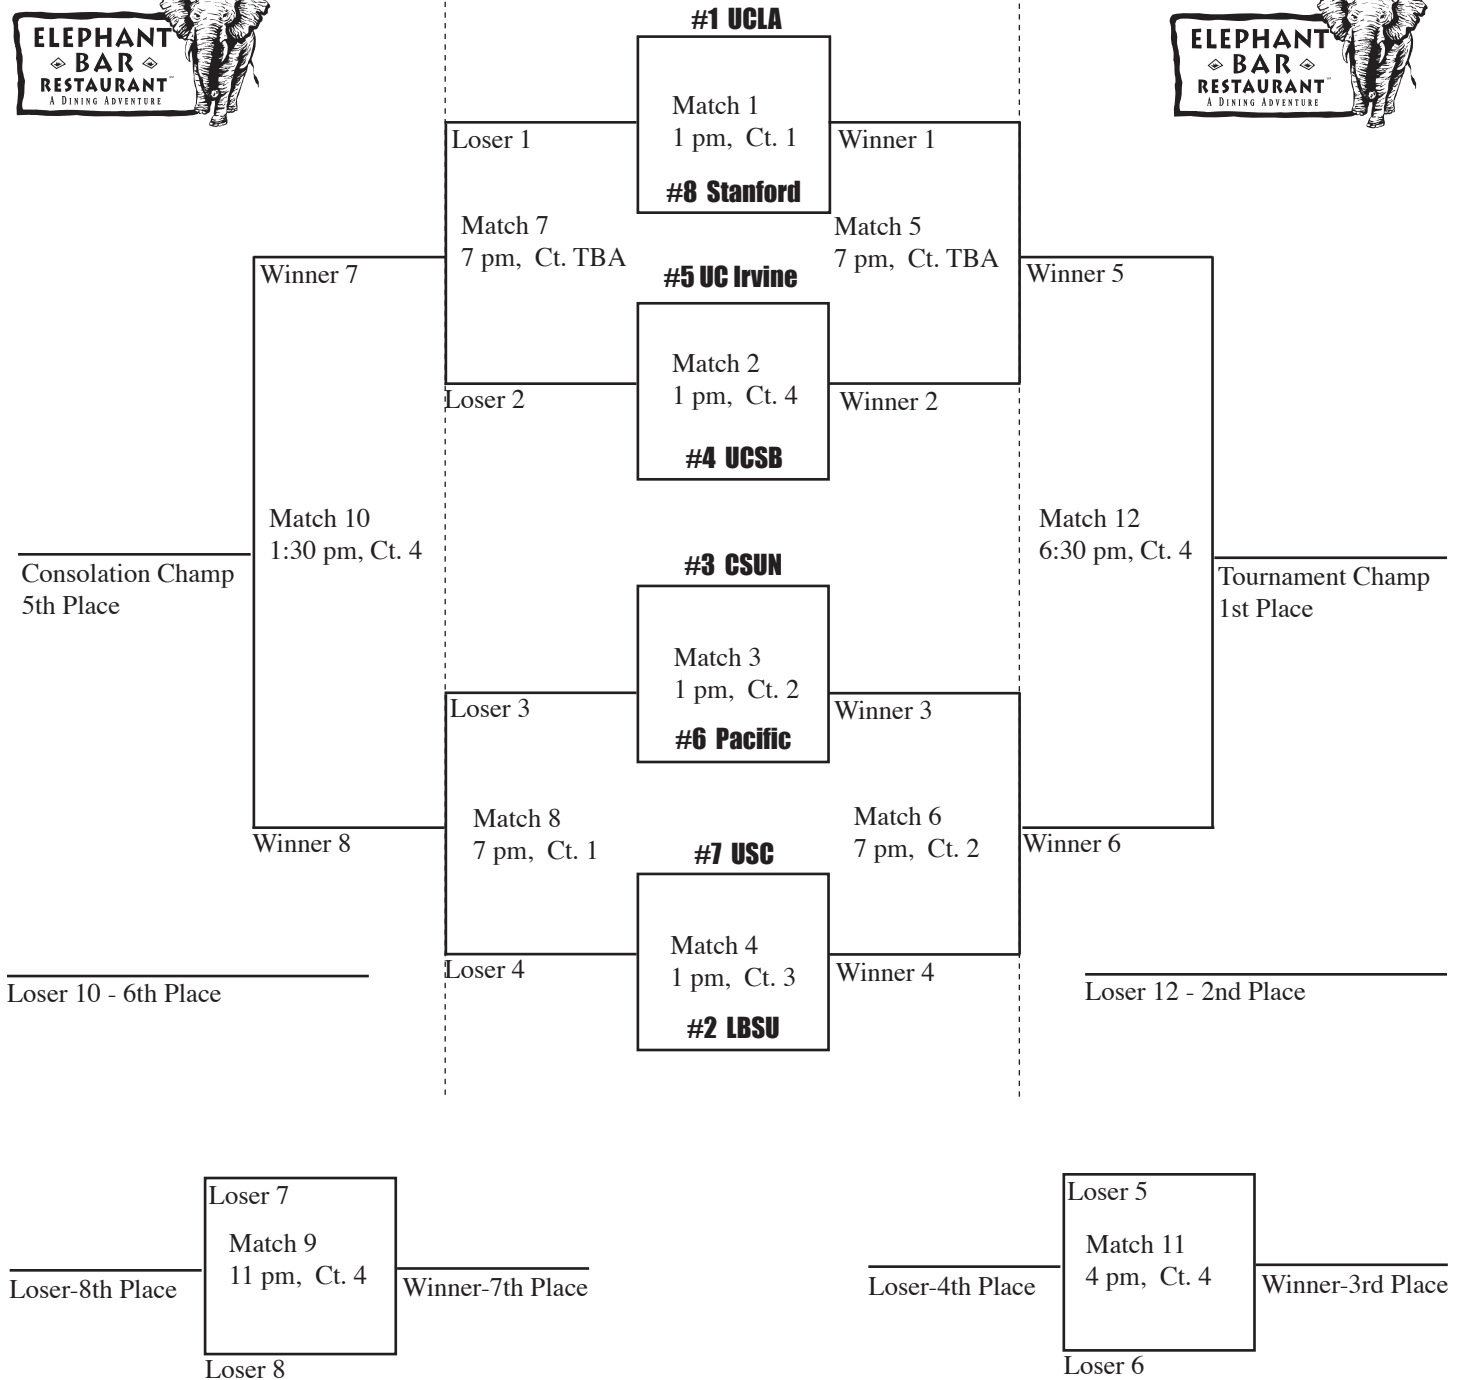 ELEPHANT
BAR
RESTAURANT
A DINING ADVENTURE
ELEPHANT
BAR
RESTAURANT
A DINING ADVENTURE
#1 UCLA
Match 1
1 pm, Ct. 1
#8 Stanford
Loser 1
Winner 1
Match 7
7 pm, Ct. TBA
Match 5
7 pm, Ct. TBA
#5 UC Irvine
Winner 7
Winner 5
Match 2
1 pm, Ct. 4
#4 UCSB
Loser 2
Winner 2
Match 10
1:30 pm, Ct. 4
Match 12
6:30 pm, Ct. 4
Consolation Champ
5th Place
Tournament Champ
1st Place
#3 CSUN
Match 3
1 pm, Ct. 2
#6 Pacific
Loser 3
Winner 3
Match 8
7 pm, Ct. 1
Match 6
7 pm, Ct. 2
Winner 8
Winner 6
#7 USC
Match 4
1 pm, Ct. 3
#2 LBSU
Loser 4
Winner 4
Loser 10 - 6th Place
Loser 12 - 2nd Place
Loser 7
Match 9
11 pm, Ct. 4
Loser-8th Place
Winner-7th Place
Loser 8
Loser 5
Match 11
4 pm, Ct. 4
Loser-4th Place
Winner-3rd Place
Loser 6